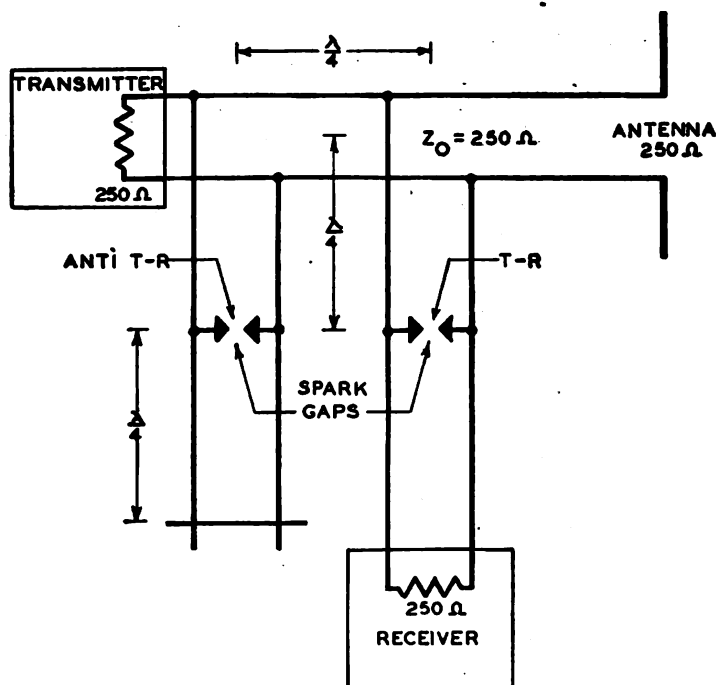 λ/4
TRANSMITTER
250 Ω
Z₀ = 250 Ω
ANTENNA
250 Ω
λ/4
ANTI T-R
T-R
SPARK
GAPS
λ/4
250 Ω
RECEIVER